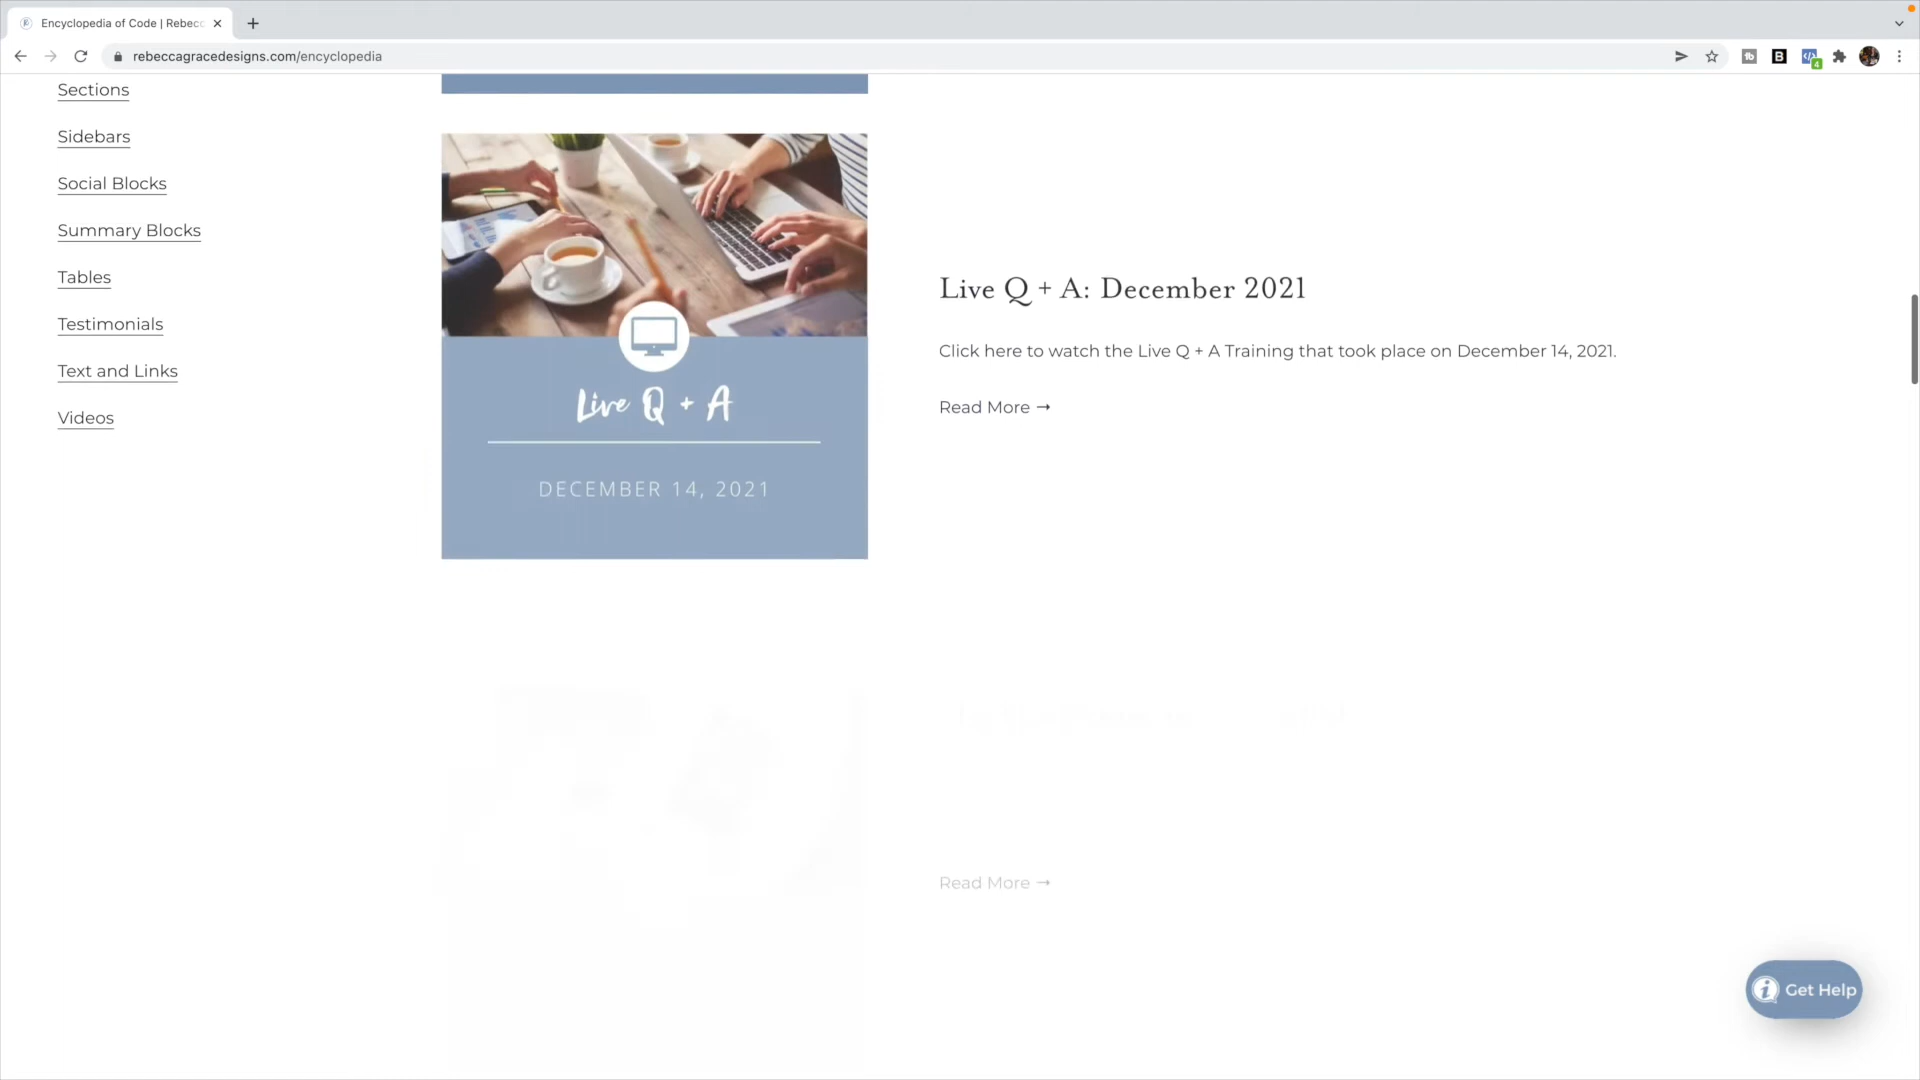 Encyclopedia of Code | Rebec
rebeccagracedesigns.com/encyclopedia
4
Sections
Sidebars
Social Blocks
Summary Blocks
Tables
Testimonials
Text and Links
Videos
Live Q + A
DECEMBER 14, 2021
Live Q + A: December 2021
Click here to watch the Live Q + A Training that took place on December 14, 2021.
Read More →
Read More →
Get Help